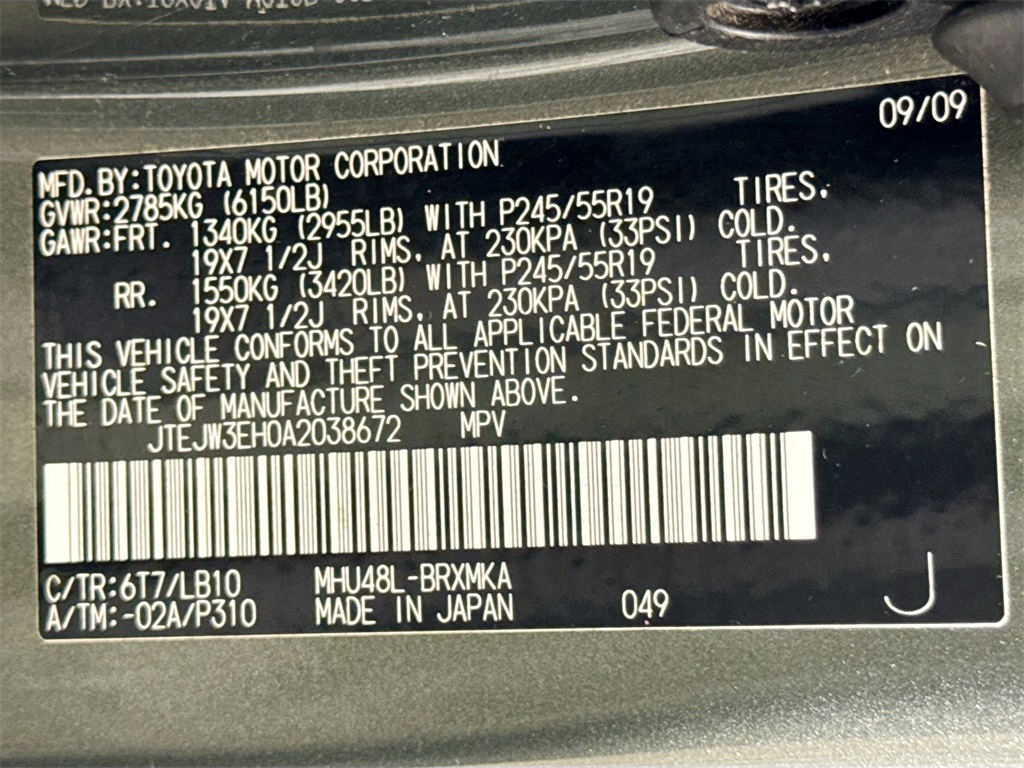 09/09
MFD.BY:TOYOTA MOTOR CORPORATION
GVWR:2785KG (6150LB)
GAWR:FRT. 1340KG (2955LB) WITH P245/55R19 TIRES,
19X7 1/2J RIMS, AT 230KPA (33PSI) COLD.
RR. 1550KG (3420LB) WITH P245/55R19 TIRES,
19X7 1/2J RIMS, AT 230KPA (33PSI) COLD.
THIS VEHICLE CONFORMS TO ALL APPLICABLE FEDERAL MOTOR
VEHICLE SAFETY AND THEFT PREVENTION STANDARDS IN EFFECT ON
THE DATE OF MANUFACTURE SHOWN ABOVE.
JTEJW3EH0A2038672 MPV
C/TR:6T7/LB10 MHU48L-BRXMKA
A/TM:-02A/P310 MADE IN JAPAN 049 J